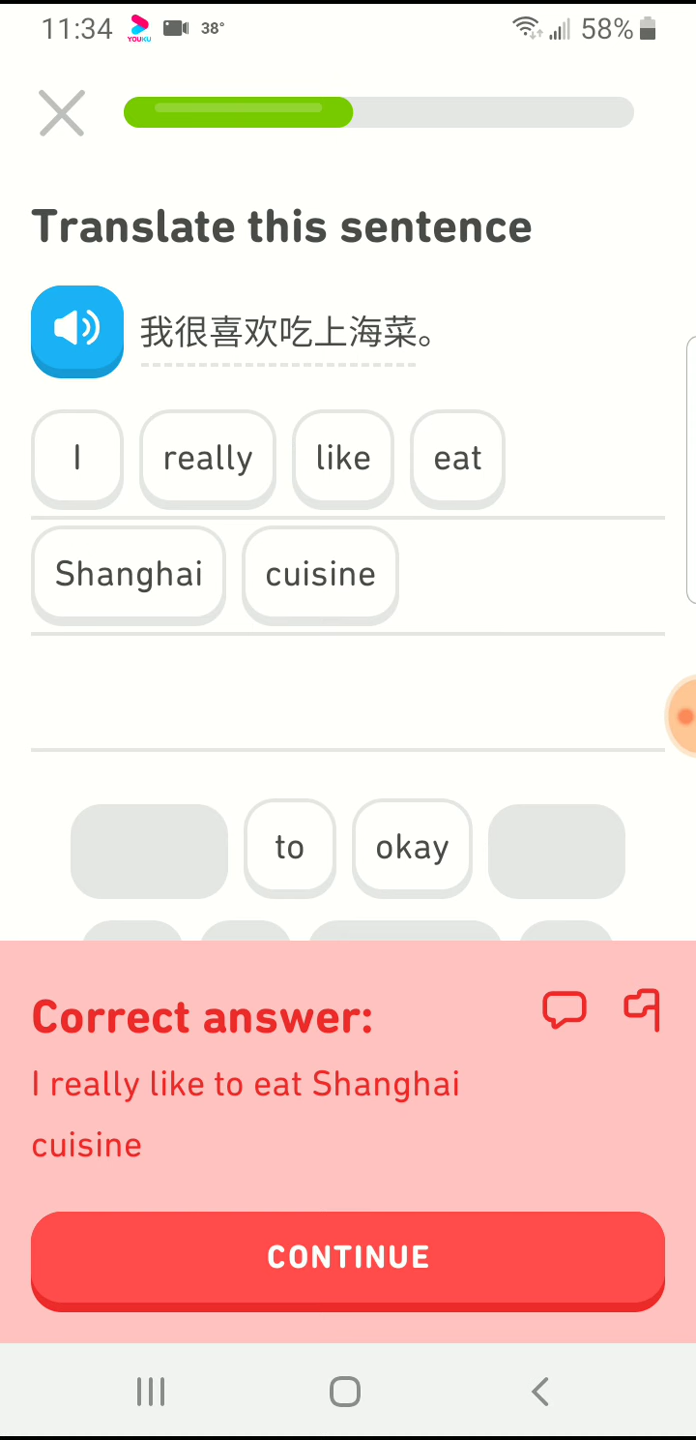 11:34 YOUKU 38° 58%
Translate this sentence
我很喜欢吃上海菜。
I really like eat
Shanghai cuisine
to okay
Correct answer:
I really like to eat Shanghai
cuisine
CONTINUE